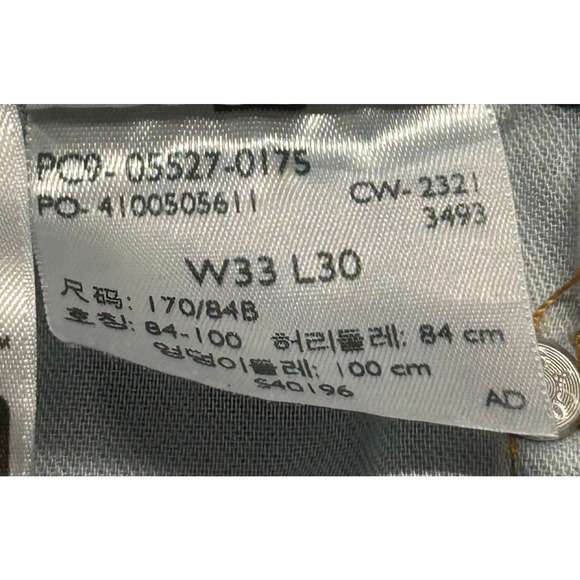 PC9- 05527-0175
PO- 4100505611
CW- 2321
3493
W33 L30
尺码: 170/84B
호칭: 84-100 허리둘레: 84 cm
엉덩이둘레: 100 cm
S40196
AD